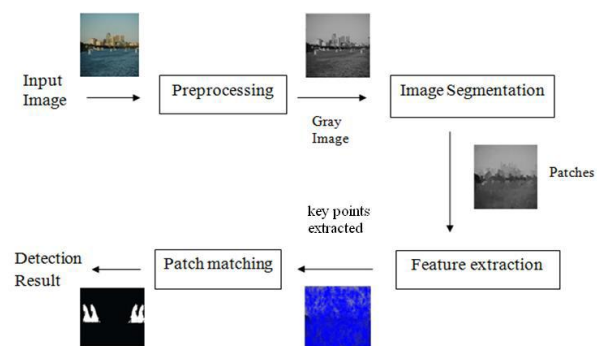 Input
Image
Preprocessing
Gray
Image
Image Segmentation
Patches
Feature extraction
key points
extracted
Patch matching
Detection
Result